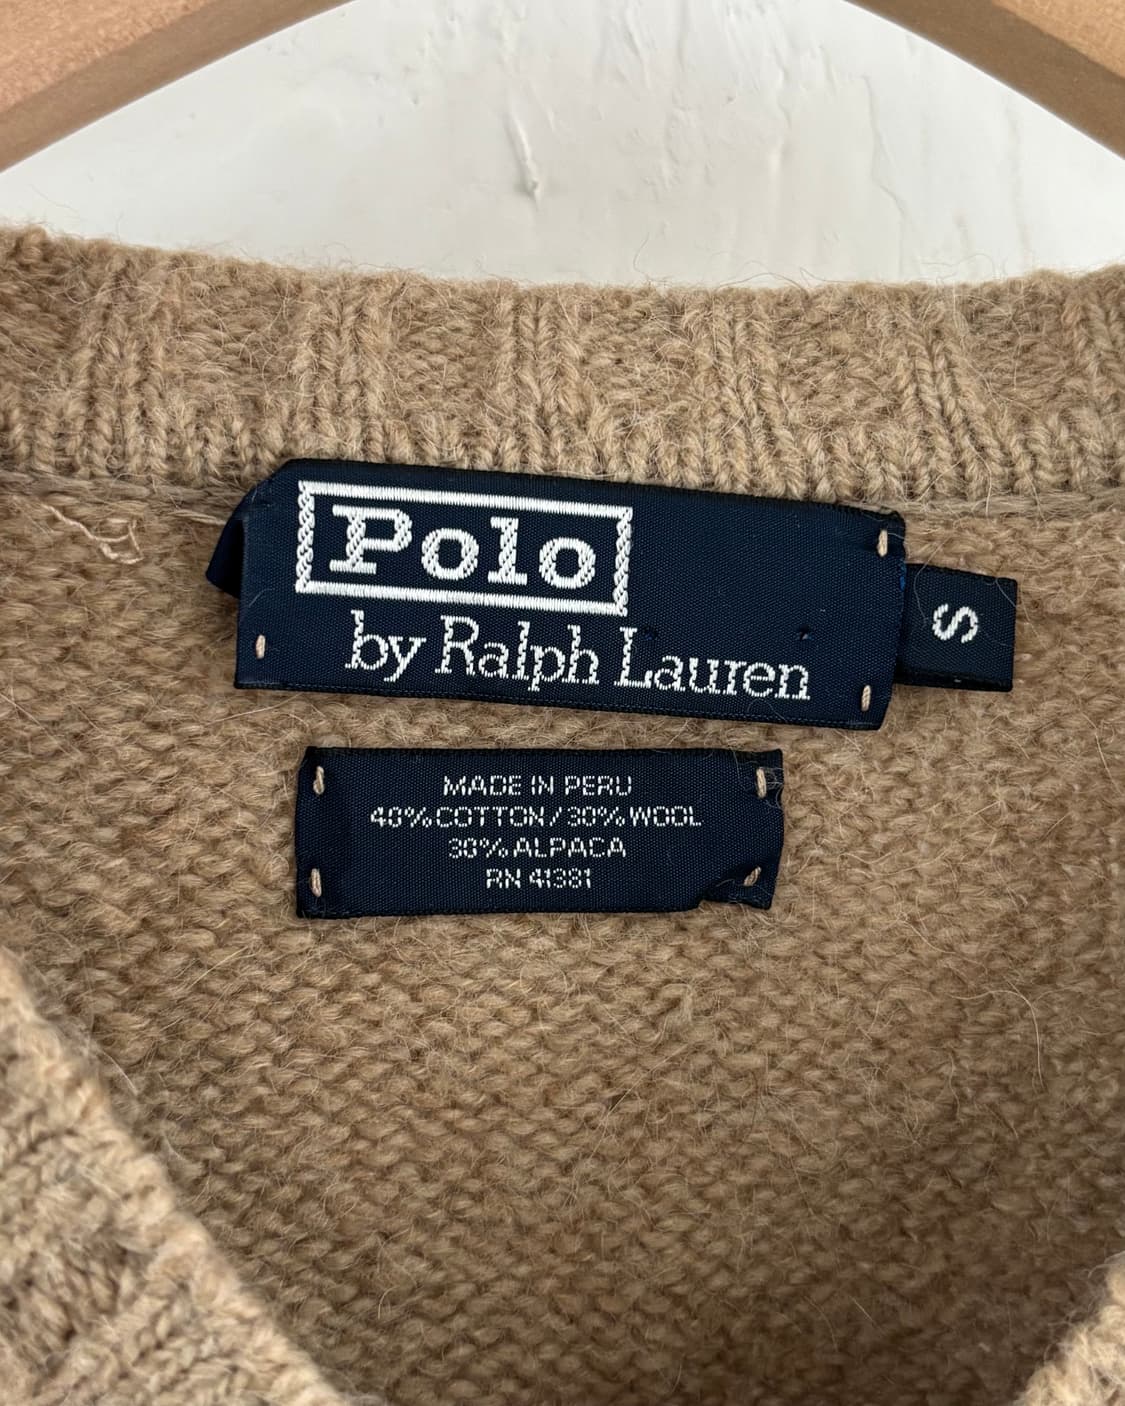 Polo
by Ralph Lauren
S
MADE IN PERU
40% COTTON / 30% WOOL
30% ALPACA
RN 41381